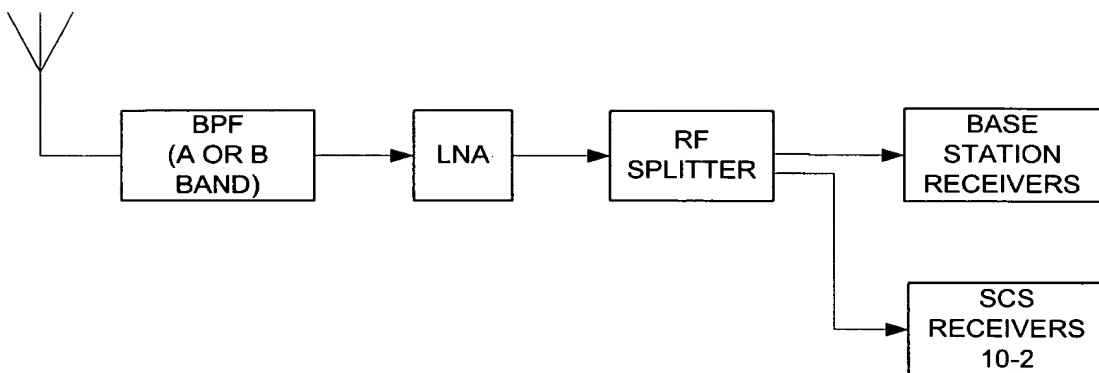 BPF
(A OR B
BAND)
LNA
RF
SPLITTER
BASE
STATION
RECEIVERS
SCS
RECEIVERS
10-2